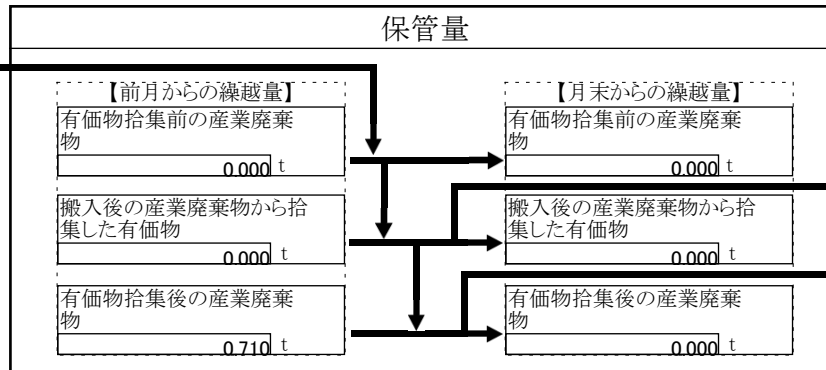 保管量
【前月からの繰越量】
有価物拾集前の産業廃棄
物
0.000 t
搬入後の産業廃棄物から拾
集した有価物
0.000 t
有価物拾集後の産業廃棄
物
0.710 t
【月末からの繰越量】
有価物拾集前の産業廃棄
物
0.000 t
搬入後の産業廃棄物から拾
集した有価物
0.000 t
有価物拾集後の産業廃棄
物
0.000 t